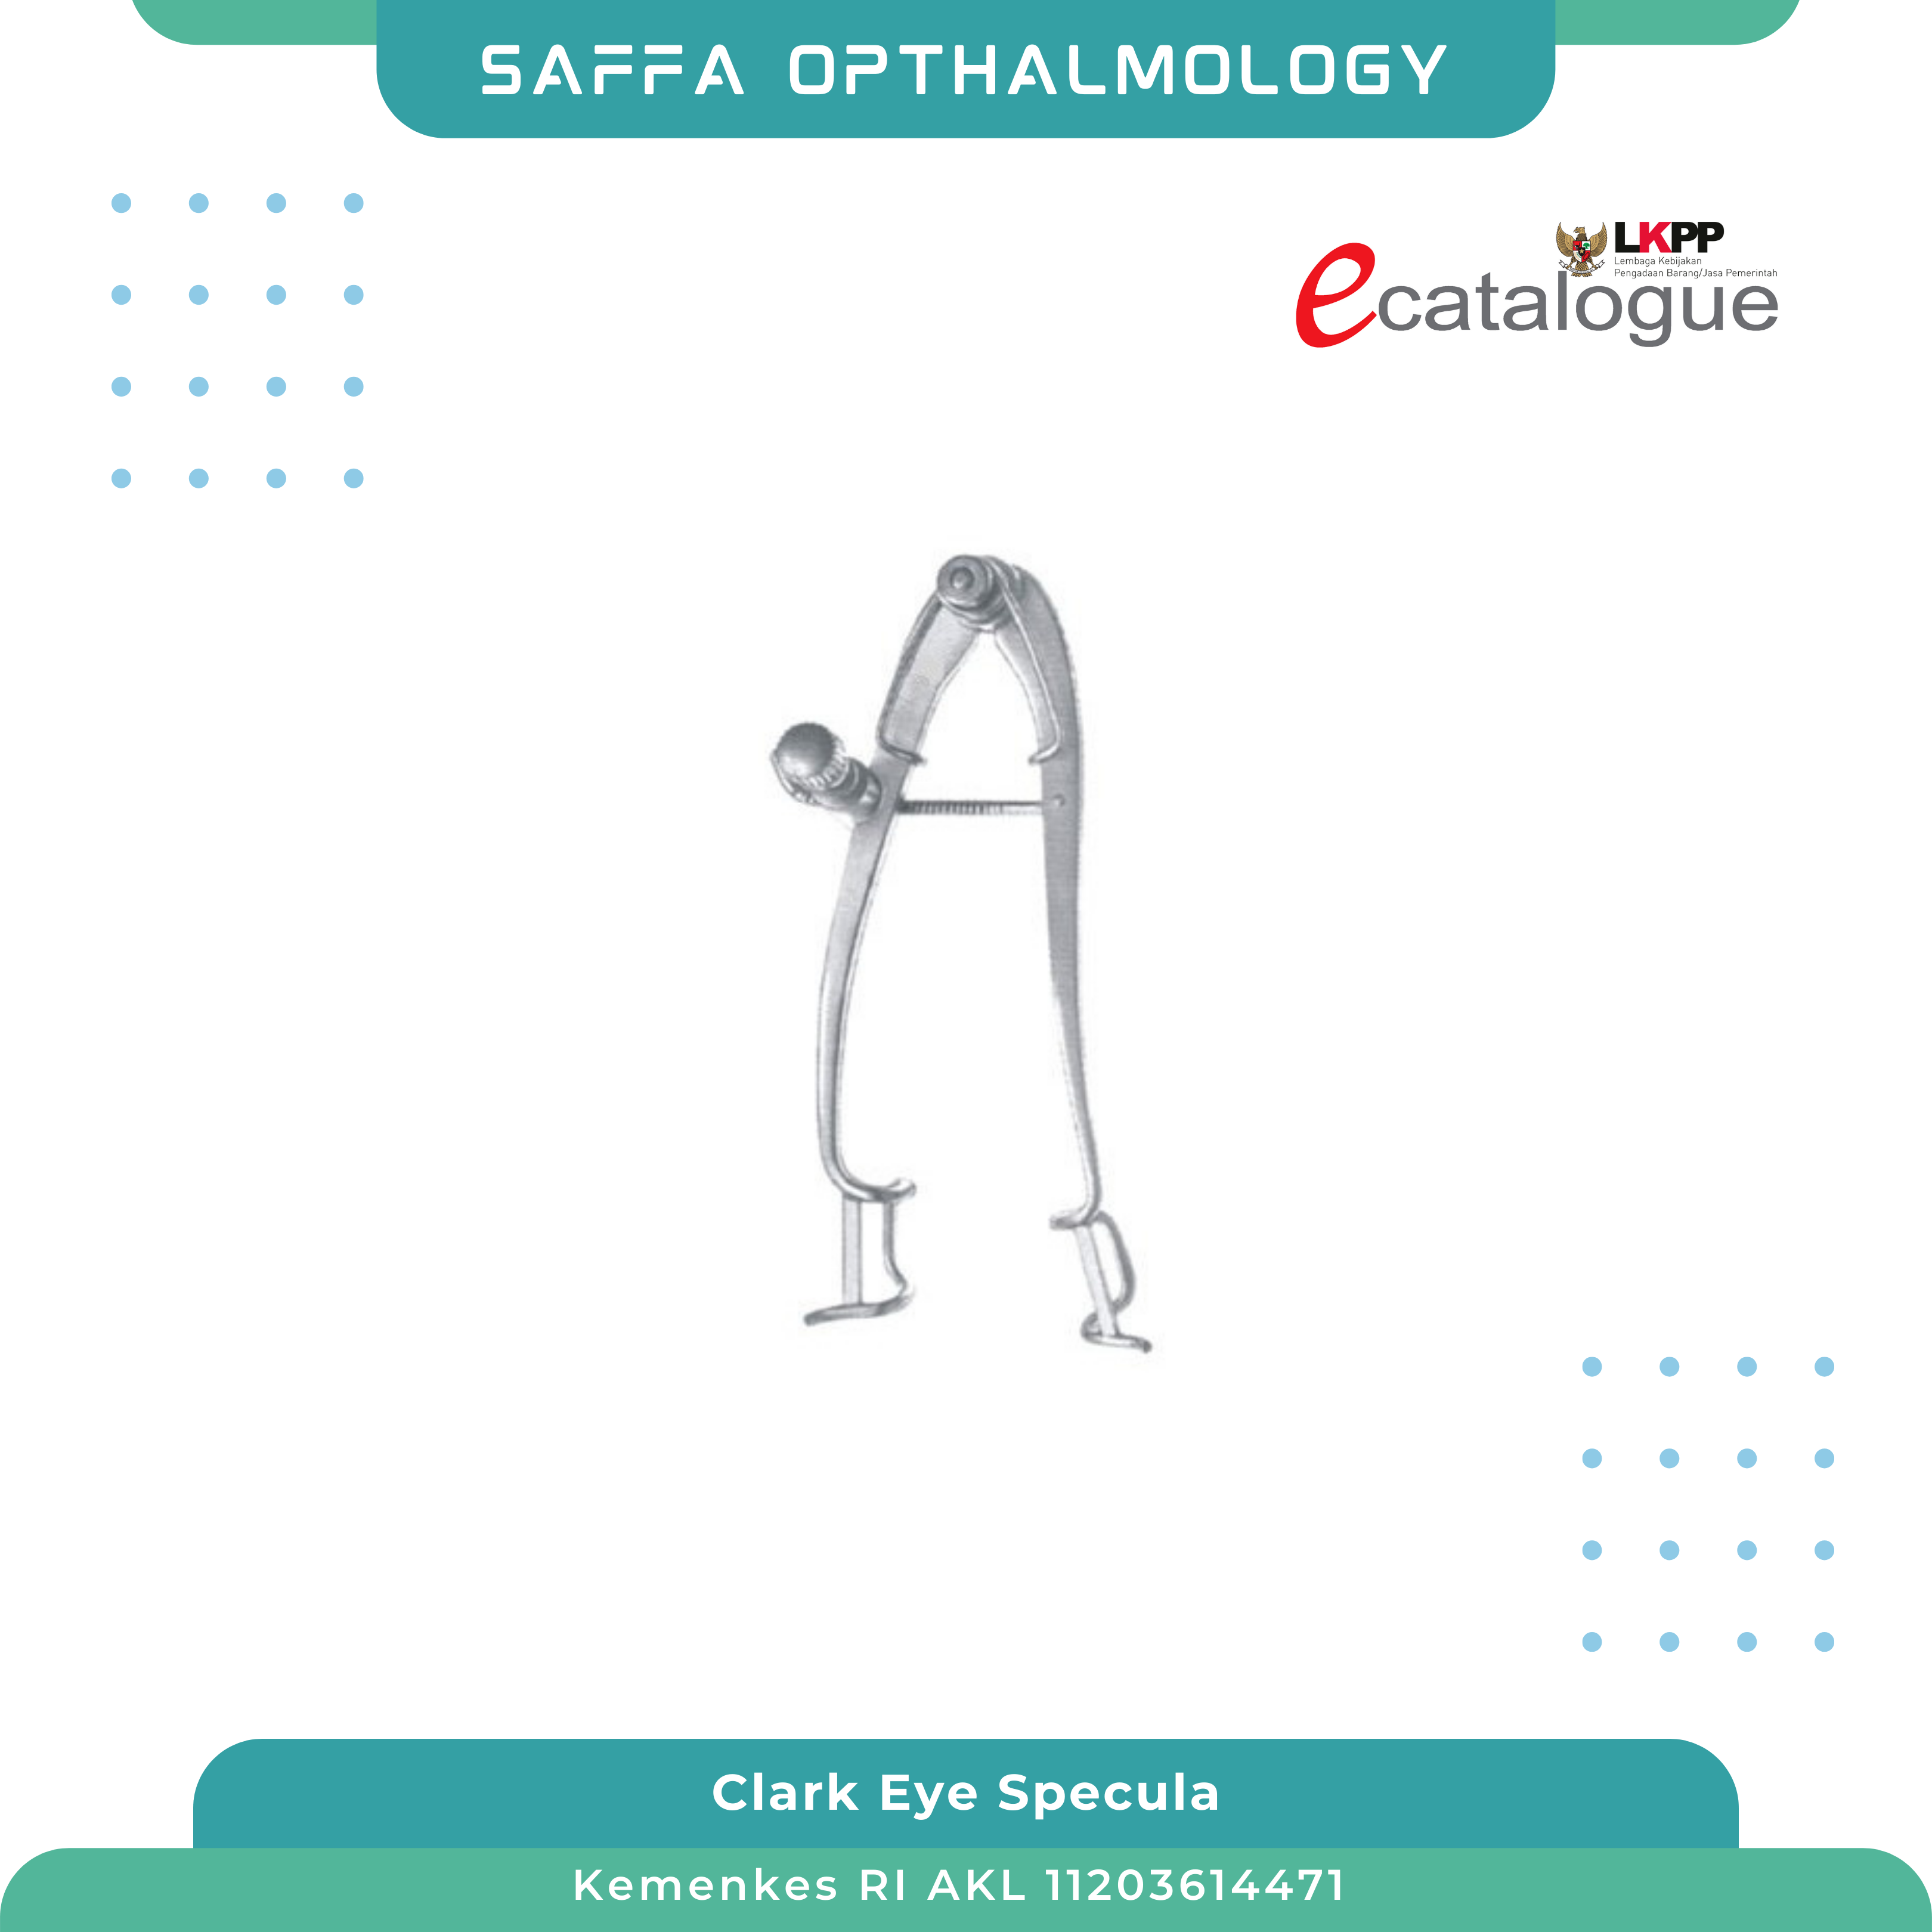 SAFFA OPTHALMOLOGY
LKPP
Lembaga Kebijakan
Pengadaan Barang/Jasa Pemerintah
ecatalogue
Clark Eye Specula
Kemenkes RI AKL 11203614471